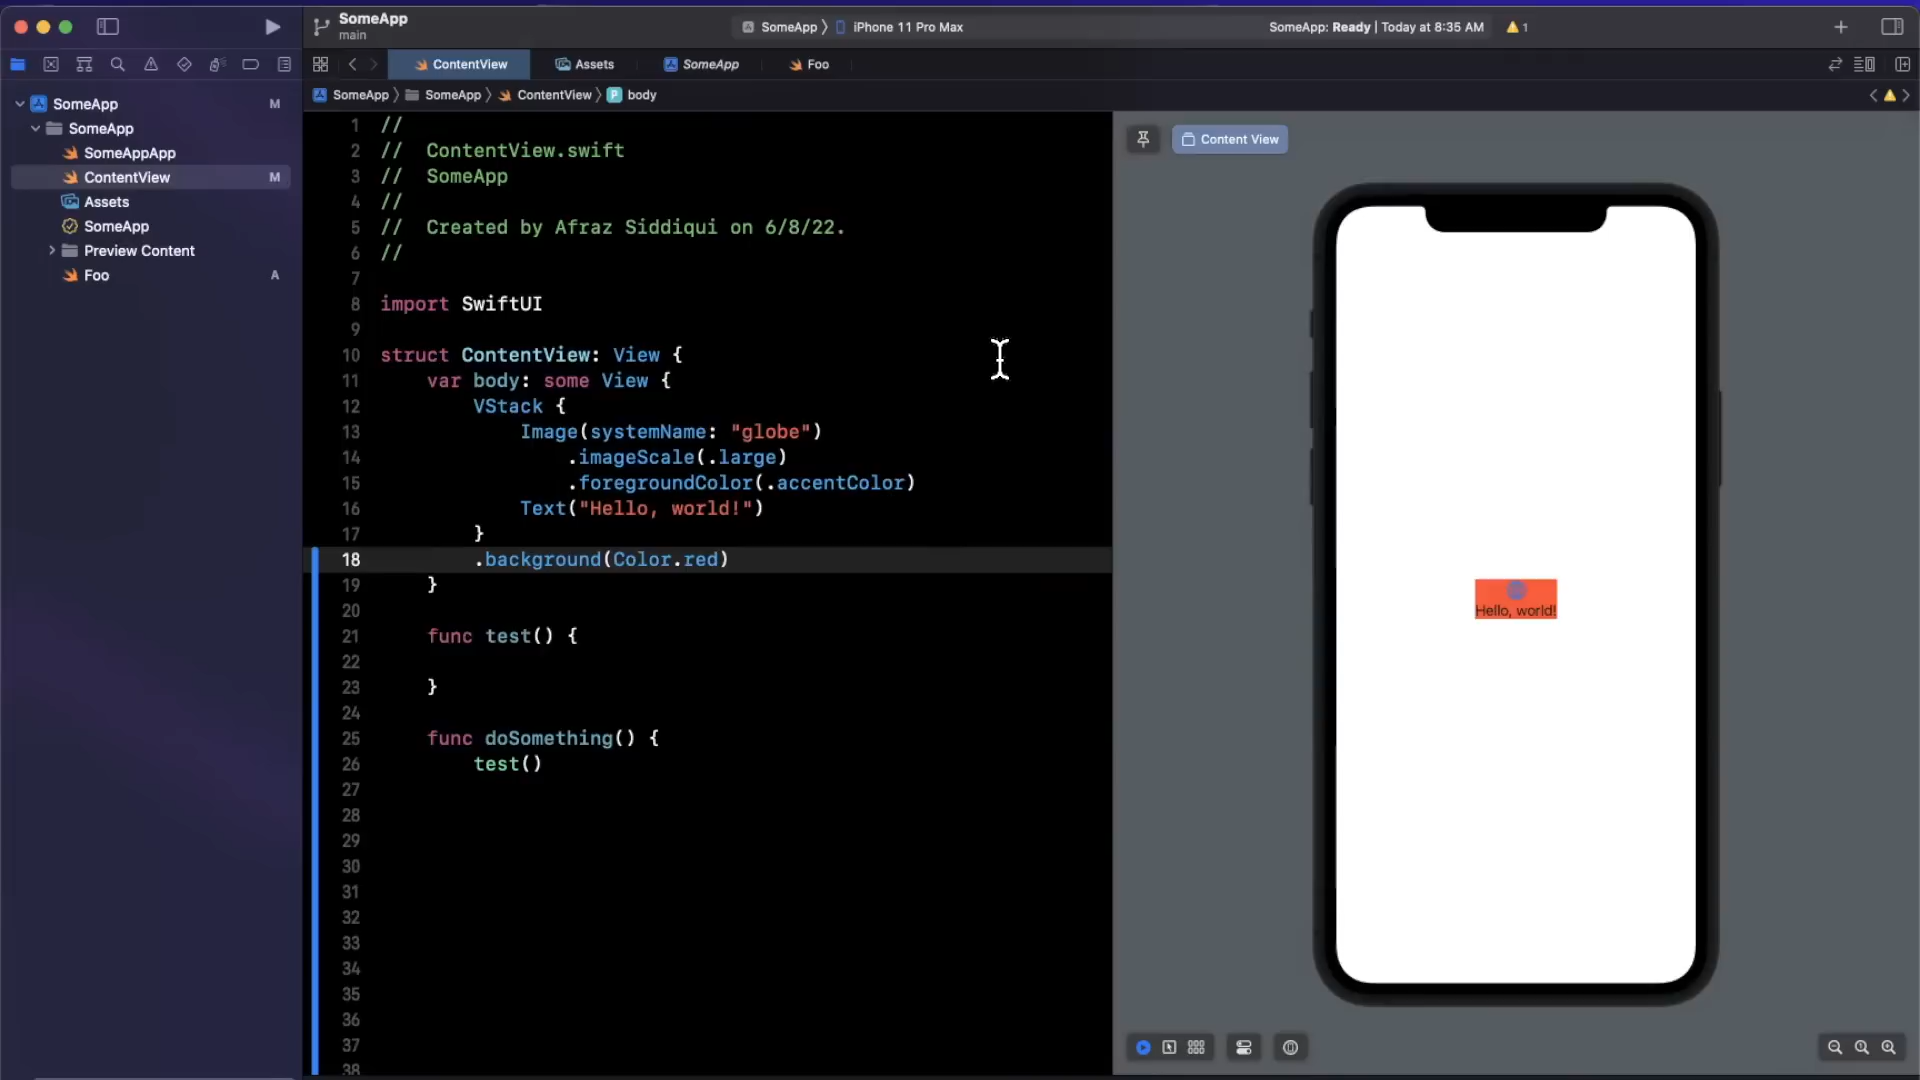 SomeApp
main
SomeApp 〉 iPhone 11 Pro Max
SomeApp: Ready | Today at 8:35 AM
1
ContentView
Assets
SomeApp
Foo
SomeApp 〉 SomeApp 〉 ContentView 〉 P body
SomeApp M
SomeApp
SomeAppApp
ContentView M
Assets
SomeApp
Preview Content
Foo A
1 //
2 //  ContentView.swift
3 //  SomeApp
4 //
5 //  Created by Afraz Siddiqui on 6/8/22.
6 //
7
8 import SwiftUI
9
10 struct ContentView: View {
11     var body: some View {
12         VStack {
13             Image(systemName: "globe")
14                 .imageScale(.large)
15                 .foregroundColor(.accentColor)
16             Text("Hello, world!")
17         }
18         .background(Color.red)
19     }
20
21     func test() {
22
23     }
24
25     func doSomething() {
26         test()
27
28
29
30
31
32
33
34
35
36
37
38
Content View
Hello, world!